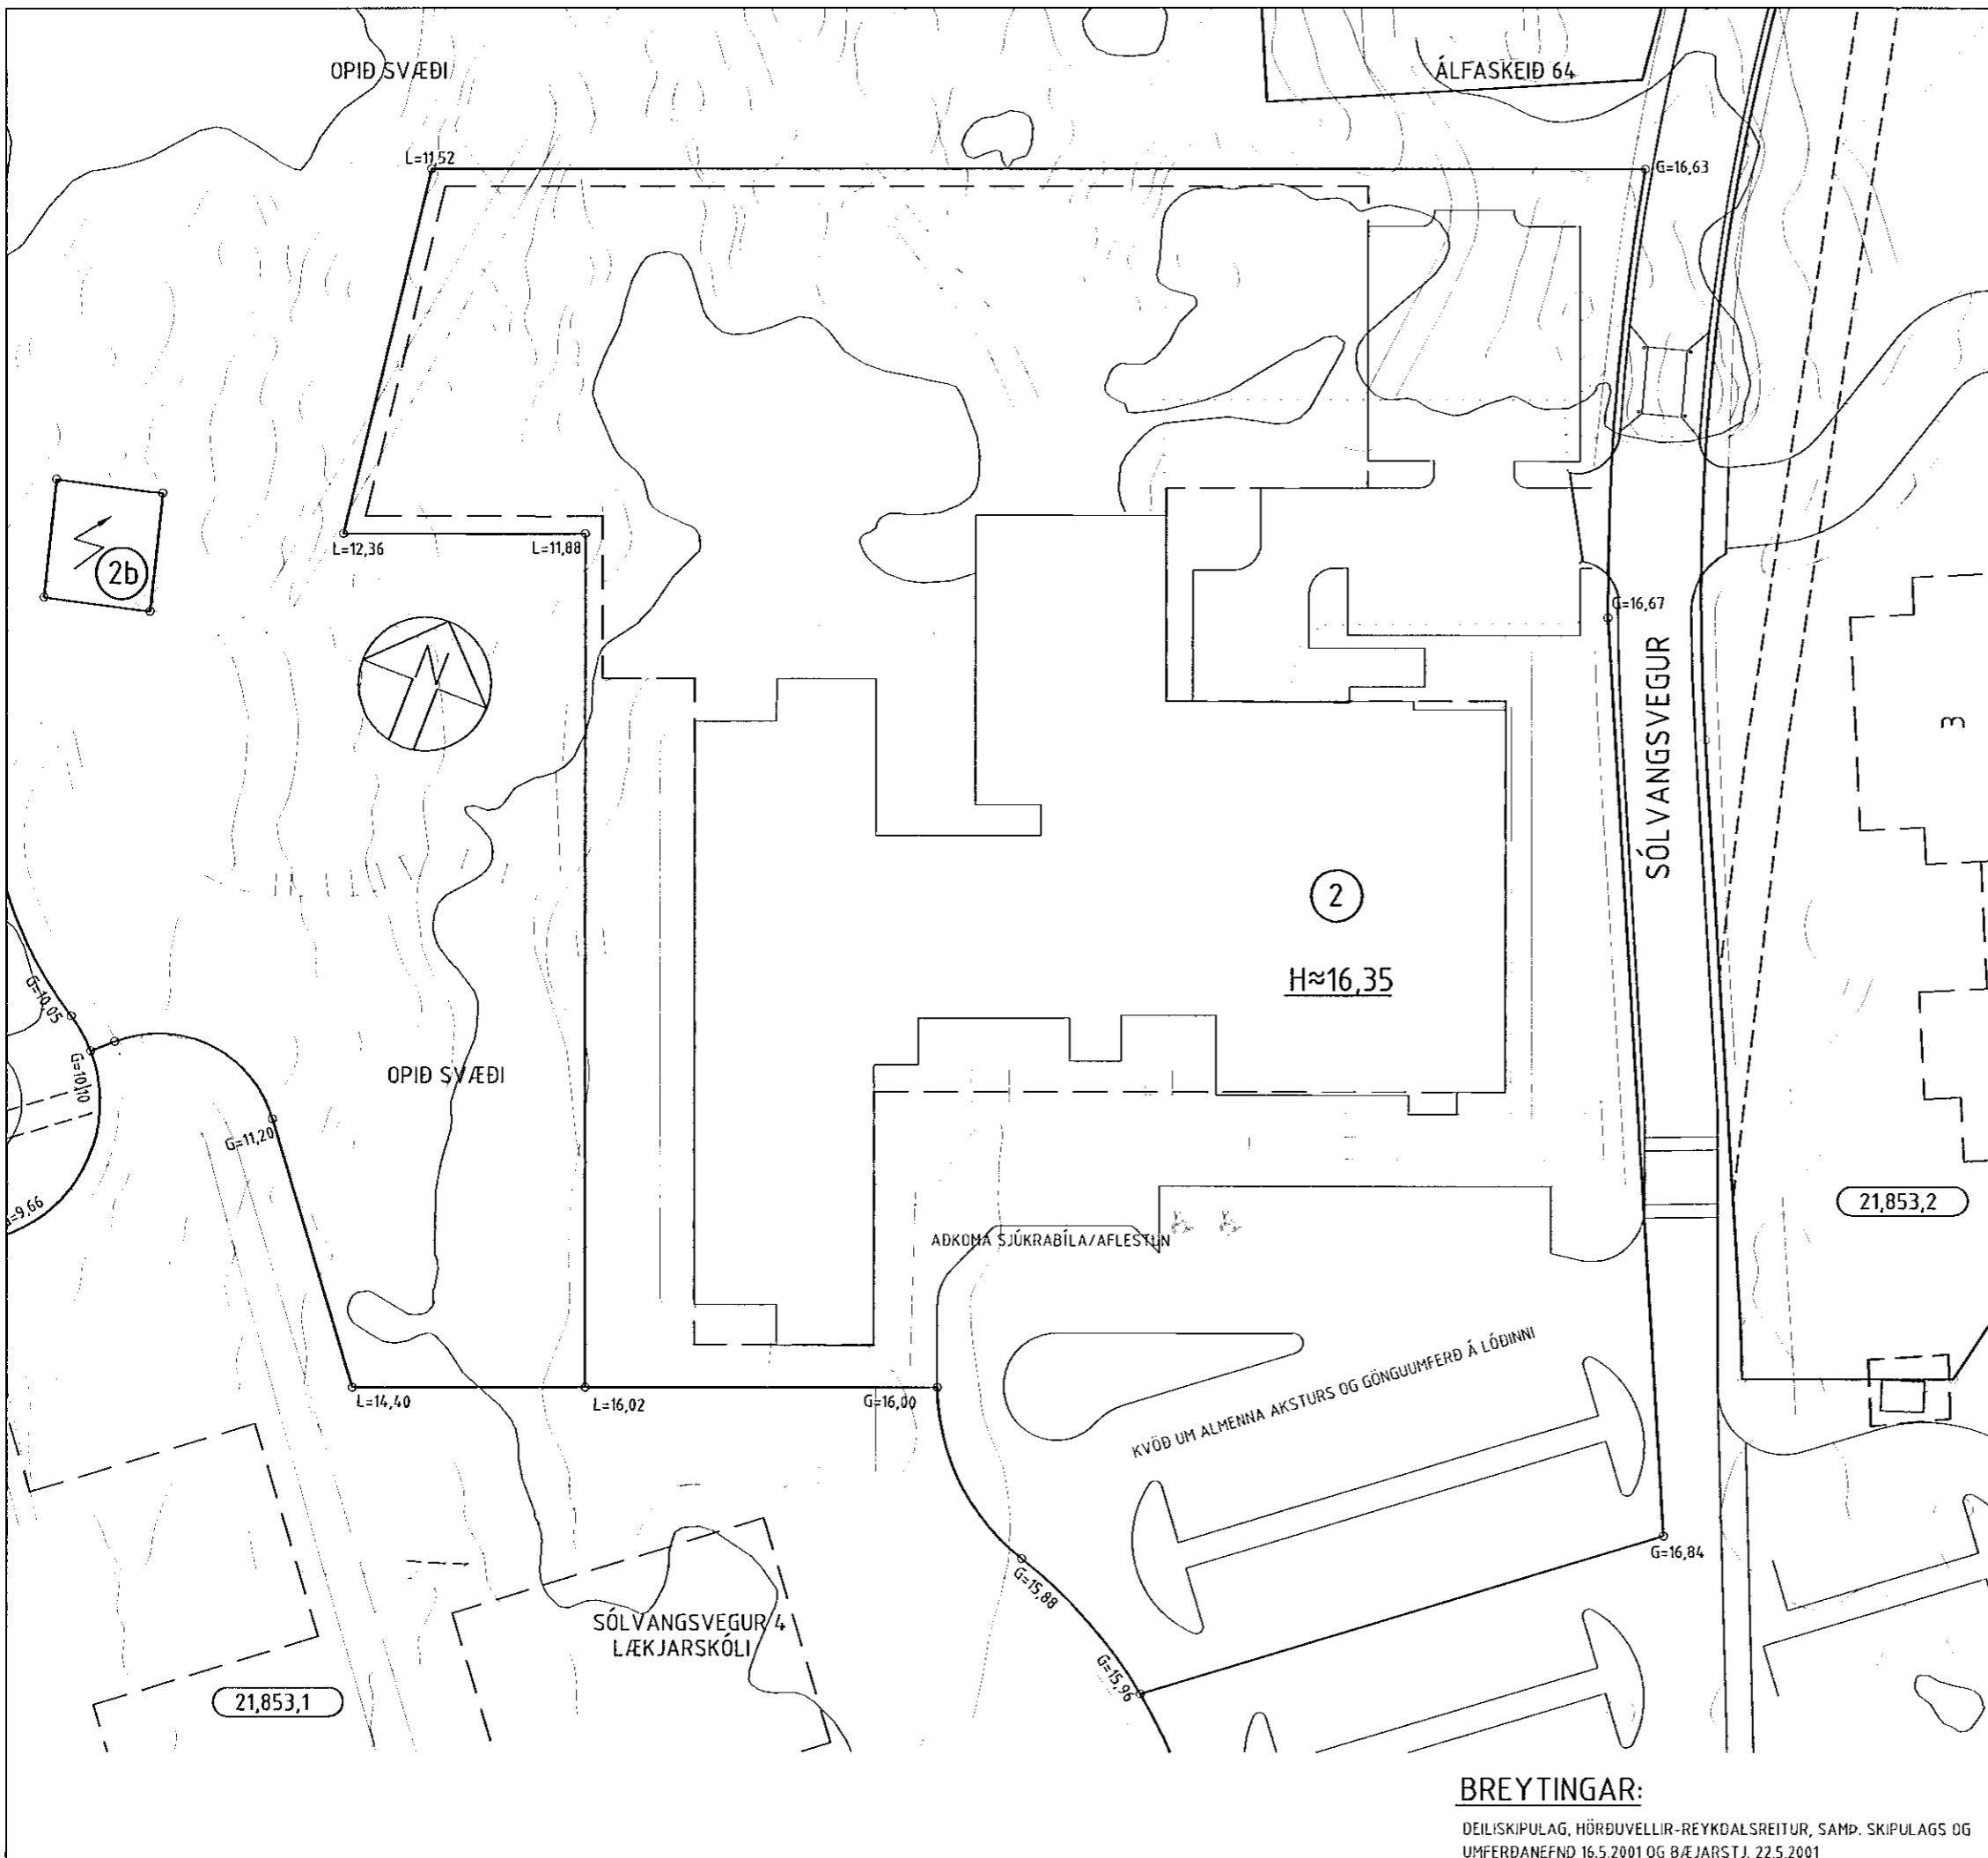 OPIÐ SVÆÐI
ÁLFASKEIÐ 64
L=11,52
G=16,63
L=12,36
L=11,88
2b
G=16,67
SÓLVANGSVEGUR
3
2
H≈16,35
G=10,05
G=10,10
OPIÐ SVÆÐI
G=11,20
G=9,66
21,853,2
AÐKOMA SJÚKRABÍLA/AFLESTUN
KVÖÐ UM ALMENNA AKSTURS OG GÖNGUUMFERÐ Á LÓÐINNI
L=14,40
L=16,02
G=16,00
G=16,84
G=15,88
SÓLVANGSVEGUR 4
LÆKJARSKÓLI
G=15,96
21,853,1
BREYTINGAR:
DEILISKIPULAG, HÖRÐUVELLIR-REYKDALSREITUR, SAMÞ. SKIPULAGS OG
UMFERÐANEFND 16.5.2001 OG BÆJARSTJ. 22.5.2001